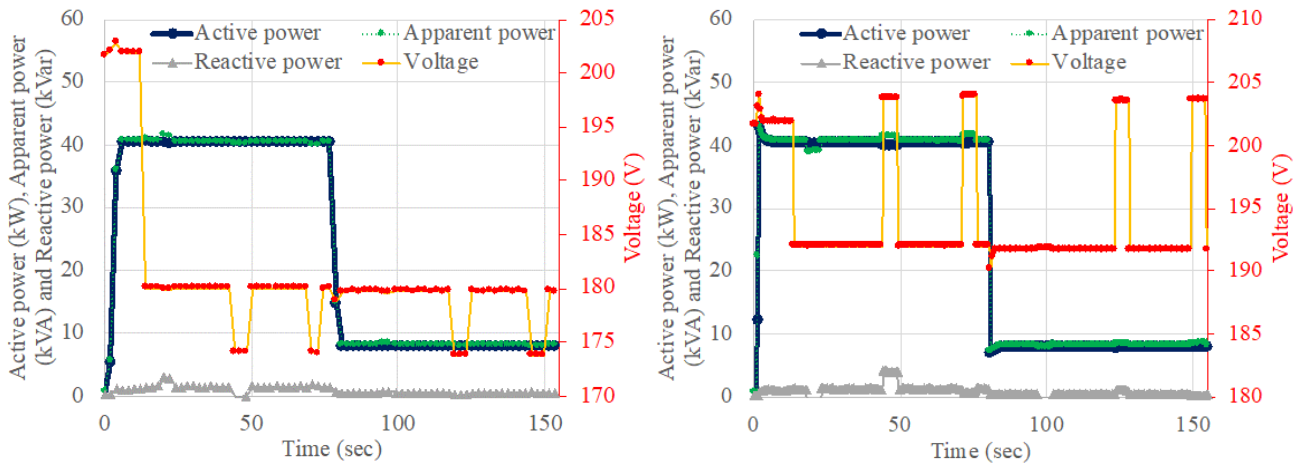 Active power (kW), Apparent power
(kVA) and Reactive power (kVar)
60
50
40
30
20
10
0
Active power
Apparent power
Reactive power
Voltage
205
200
195
190
185
180
175
170
Voltage (V)
0
50
100
150
Time (sec)
Active power (kW), Apparent power
(kVA) and Reactive power (kVar)
60
50
40
30
20
10
0
Active power
Apparent power
Reactive power
Voltage
210
205
200
195
190
185
180
Voltage (V)
0
50
100
150
Time (sec)